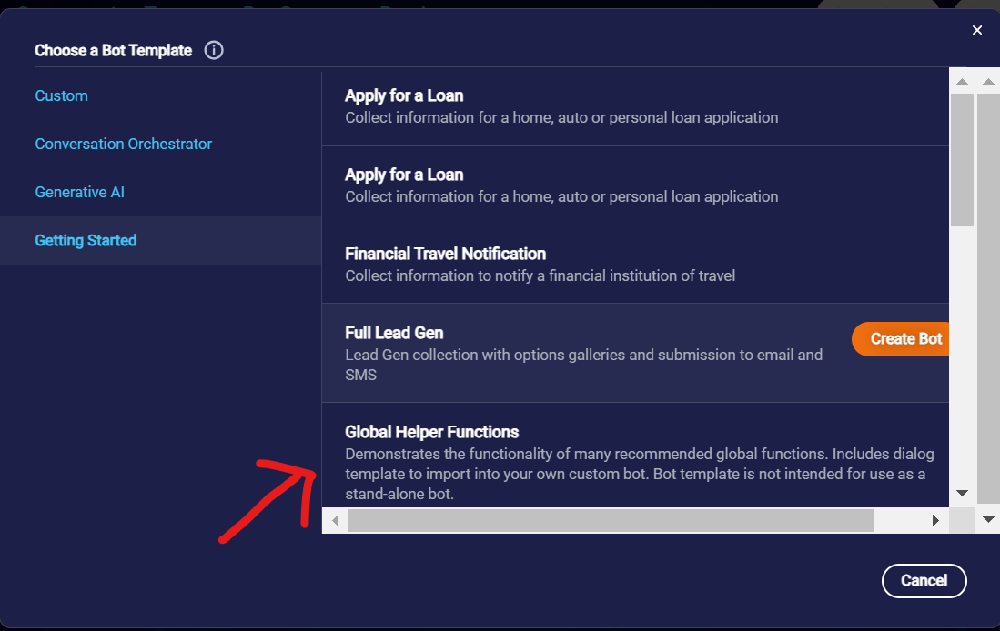 Choose a Bot Template
Custom
Conversation Orchestrator
Generative AI
Getting Started
Apply for a Loan
Collect information for a home, auto or personal loan application
Apply for a Loan
Collect information for a home, auto or personal loan application
Financial Travel Notification
Collect information to notify a financial institution of travel
Full Lead Gen
Lead Gen collection with options galleries and submission to email and
SMS
Create Bot
Global Helper Functions
Demonstrates the functionality of many recommended global functions. Includes dialog
template to import into your own custom bot. Bot template is not intended for use as a
stand-alone bot.
Cancel